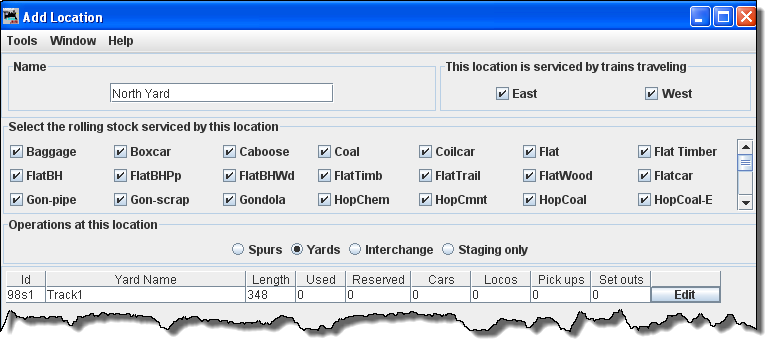 Add Location
Tools Window Help
Name
This location is serviced by trains traveling
North Yard
East West
Select the rolling stock serviced by this location
Baggage Boxcar Caboose Coal Coilcar Flat Flat Timber
FlatBH FlatBHPp FlatBHWd FlatTimb FlatTrail FlatWood Flatcar
Gon-pipe Gon-scrap Gondola HopChem HopCmnt HopCoal HopCoal-E
Operations at this location
Spurs Yards Interchange Staging only
Id Yard Name Length Used Reserved Cars Locos Pick ups Set outs
98s1 Track1 348 0 0 0 0 0 0 Edit